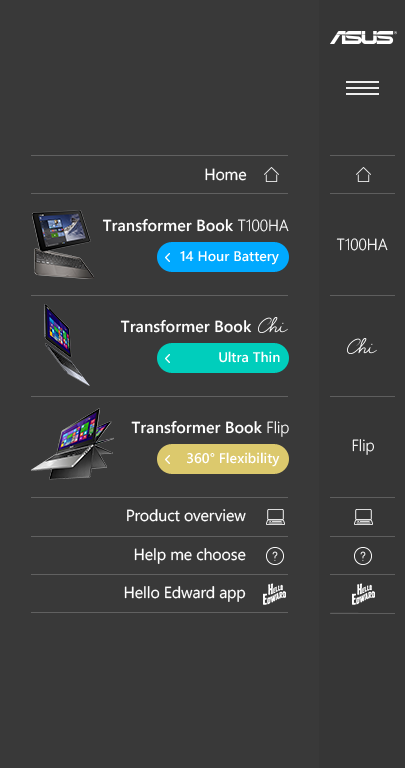 ASUS
Home
Transformer Book T100HA
14 Hour Battery
T100HA
Transformer Book Chi
Ultra Thin
Chi
Transformer Book Flip
360° Flexibility
Flip
Product overview
Help me choose
?
?
Hello Edward app
HELLO
EDWARD
HELLO
EDWARD